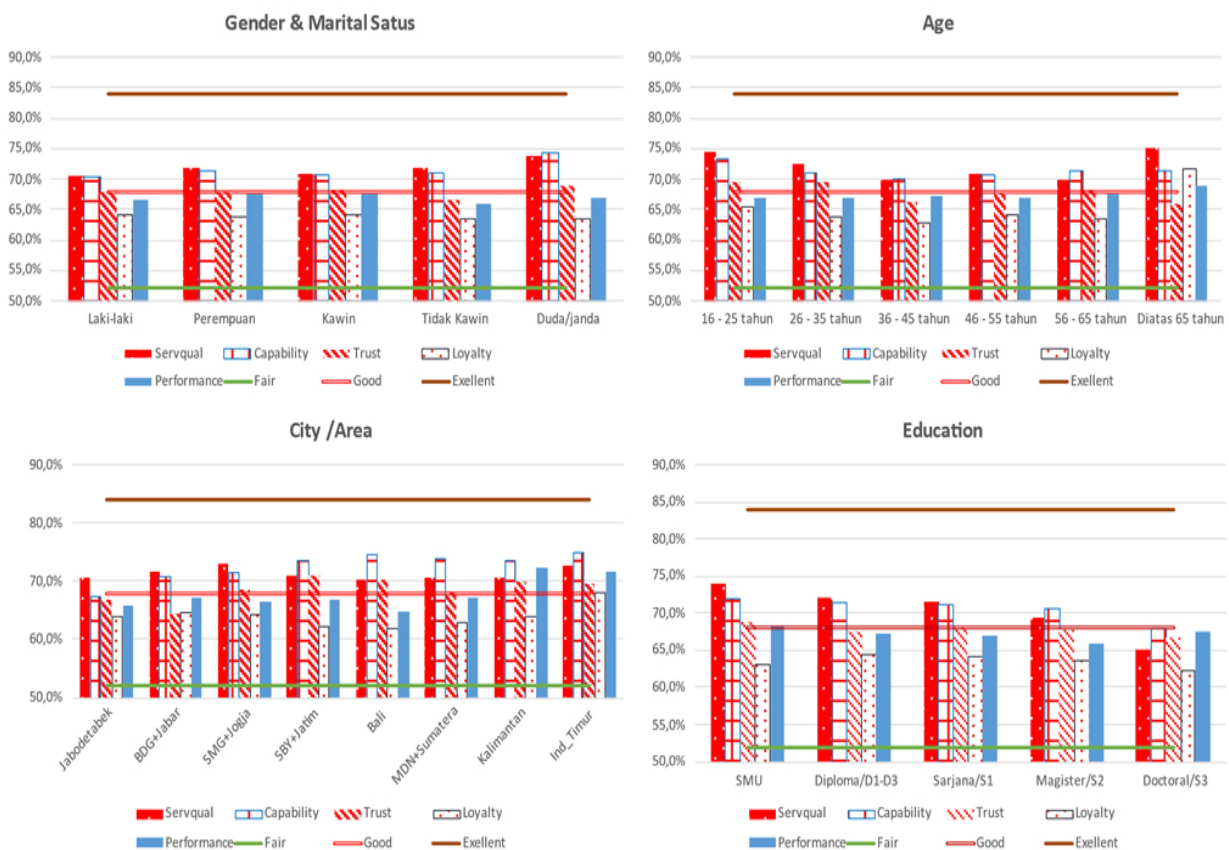 Gender & Marital Satus
90,0%
85,0%
80,0%
75,0%
70,0%
65,0%
60,0%
55,0%
50,0%
Laki-laki Perempuan Kawin Tidak Kawin Duda/janda
Servqual Capability Trust Loyalty
Performance Fair Good Exellent
Age
90,0%
85,0%
80,0%
75,0%
70,0%
65,0%
60,0%
55,0%
50,0%
16 - 25 tahun 26 - 35 tahun 36 - 45 tahun 46 - 55 tahun 56 - 65 tahun Diatas 65 tahun
Servqual Capability Trust Loyalty
Performance Fair Good Exellent
City /Area
90,0%
80,0%
70,0%
60,0%
50,0%
Jabodetabek BDG+Jabar SMG+Jogja SBY+Jatim Bali MDN+Sumatera Kalimantan Ind_Timur
Servqual Capability Trust Loyalty
Performance Fair Good Exellent
Education
90,0%
85,0%
80,0%
75,0%
70,0%
65,0%
60,0%
55,0%
50,0%
SMU Diploma/D1-D3 Sarjana/S1 Magister/S2 Doctoral/S3
Servqual Capability Trust Loyalty
Performance Fair Good Exellent